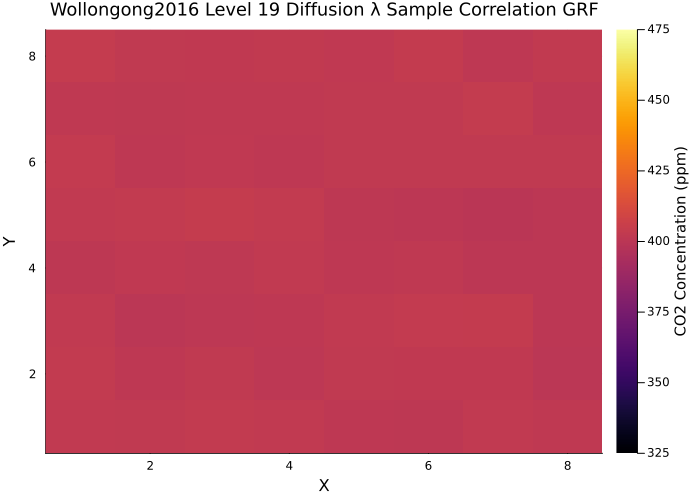 Wollongong2016 Level 19 Diffusion λ Sample Correlation GRF
8
6
4
2
Y
2 4 6 8
X
475
450
425
400
375
350
325
CO2 Concentration (ppm)